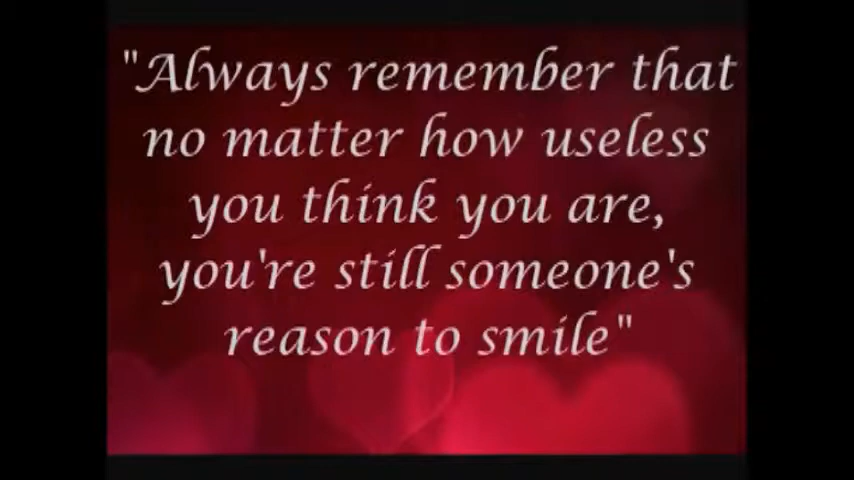 "Always remember that
no matter how useless
you think you are,
you're still someone's
reason to smile"